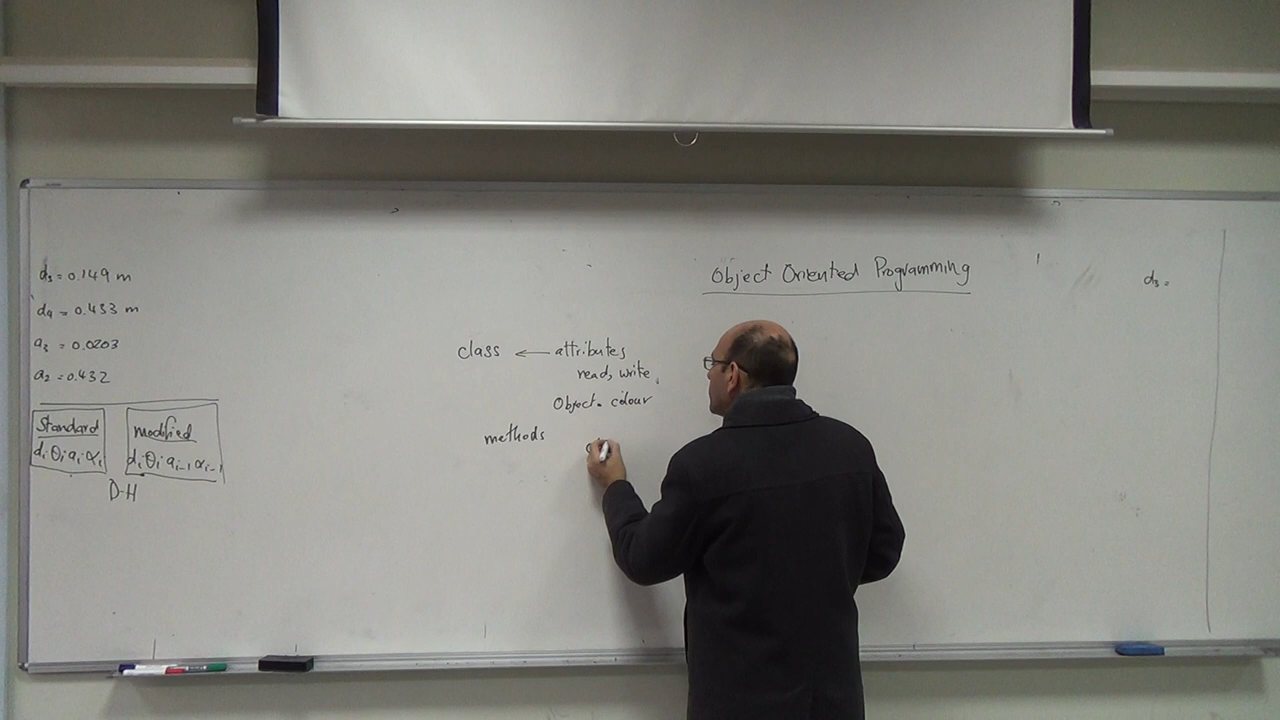 d₃ = 0.149 m
d₄ = 0.433 m
a₃ = 0.0203
a₂ = 0.432
Standard
dᵢ θᵢ aᵢ αᵢ
modified
dᵢ θᵢ aᵢ₋₁ αᵢ₋₁
D-H
Object Oriented Programming
class ← attributes
read, write
Object. colour
methods
d₃ =